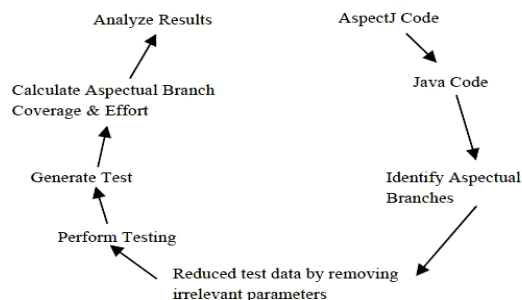 AspectJ Code
Java Code
Identify Aspectual
Branches
Reduced test data by removing
irrelevant parameters
Perform Testing
Generate Test
Calculate Aspectual Branch
Coverage & Effort
Analyze Results